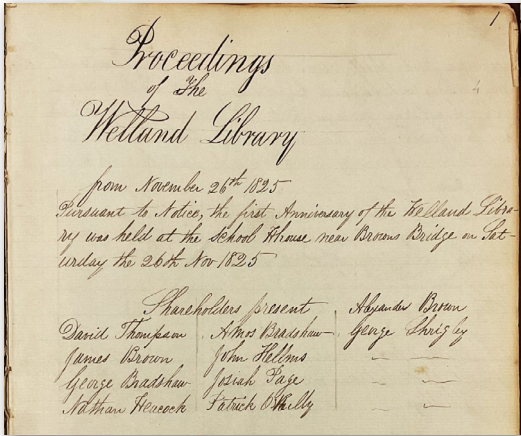 1
Proceedings
of The
Welland Library
from November 26th 1825
Pursuant to Notice, the first Anniversary of the Welland Libra-
ry was held at the School House near Browns Bridge on Sat-
urday the 26th Nov 1825
Shareholders present
David Thompson Amos Bradshaw Alexander Brown
James Brown John Hellms George Shrigley
George Bradshaw Josiah Page
Nathan Heacock Patrick